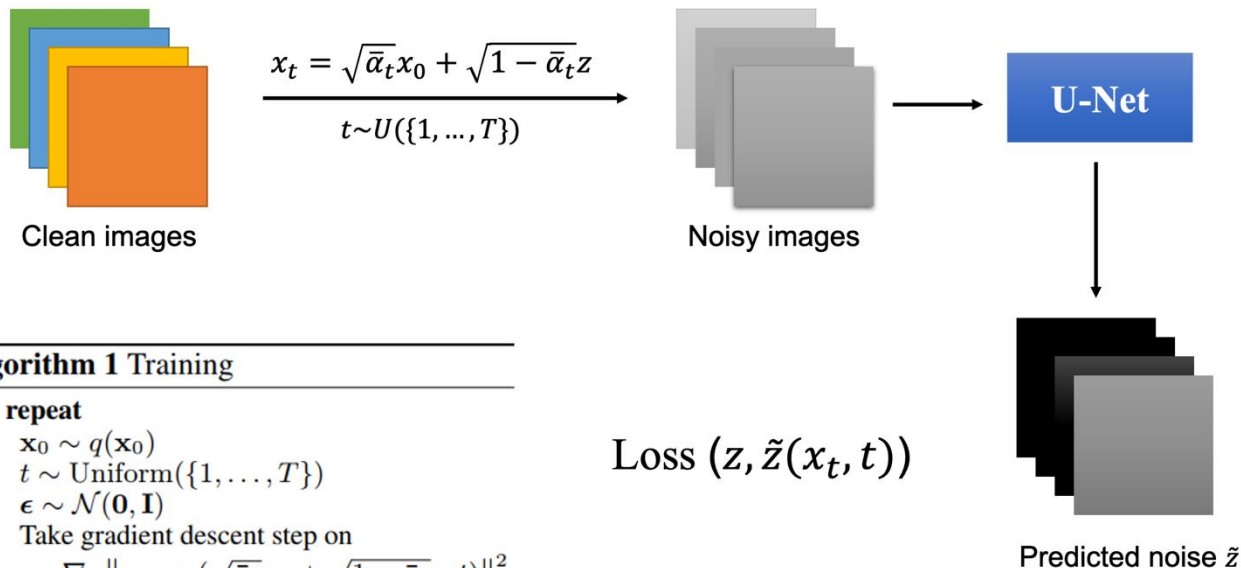 x_t = √ᾱ_t x_0 + √1 − ᾱ_t z
t~U({1, ... , T})
U-Net
Clean images
Noisy images
gorithm 1 Training
repeat
x_0 ∼ q(x_0)
t ∼ Uniform({1, . . . , T})
ϵ ∼ N(0, I)
Take gradient descent step on
Loss (z, z̃(x_t, t))
Predicted noise z̃